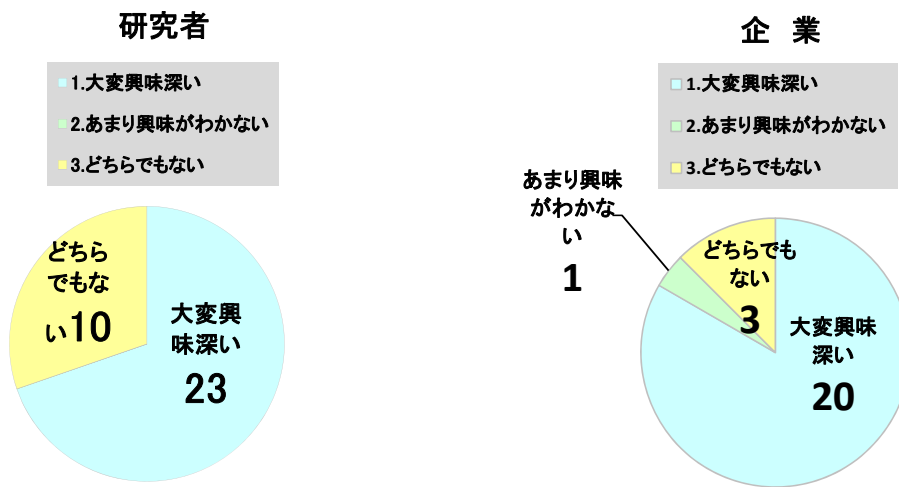 研究者
1.大変興味深い
2.あまり興味がわかない
3.どちらでもない
どちら
でもな
い10
大変興
味深い
23
企 業
1.大変興味深い
2.あまり興味がわかない
3.どちらでもない
あまり興味
がわかな
い
1
どちらでも
ない
3
大変興味
深い
20